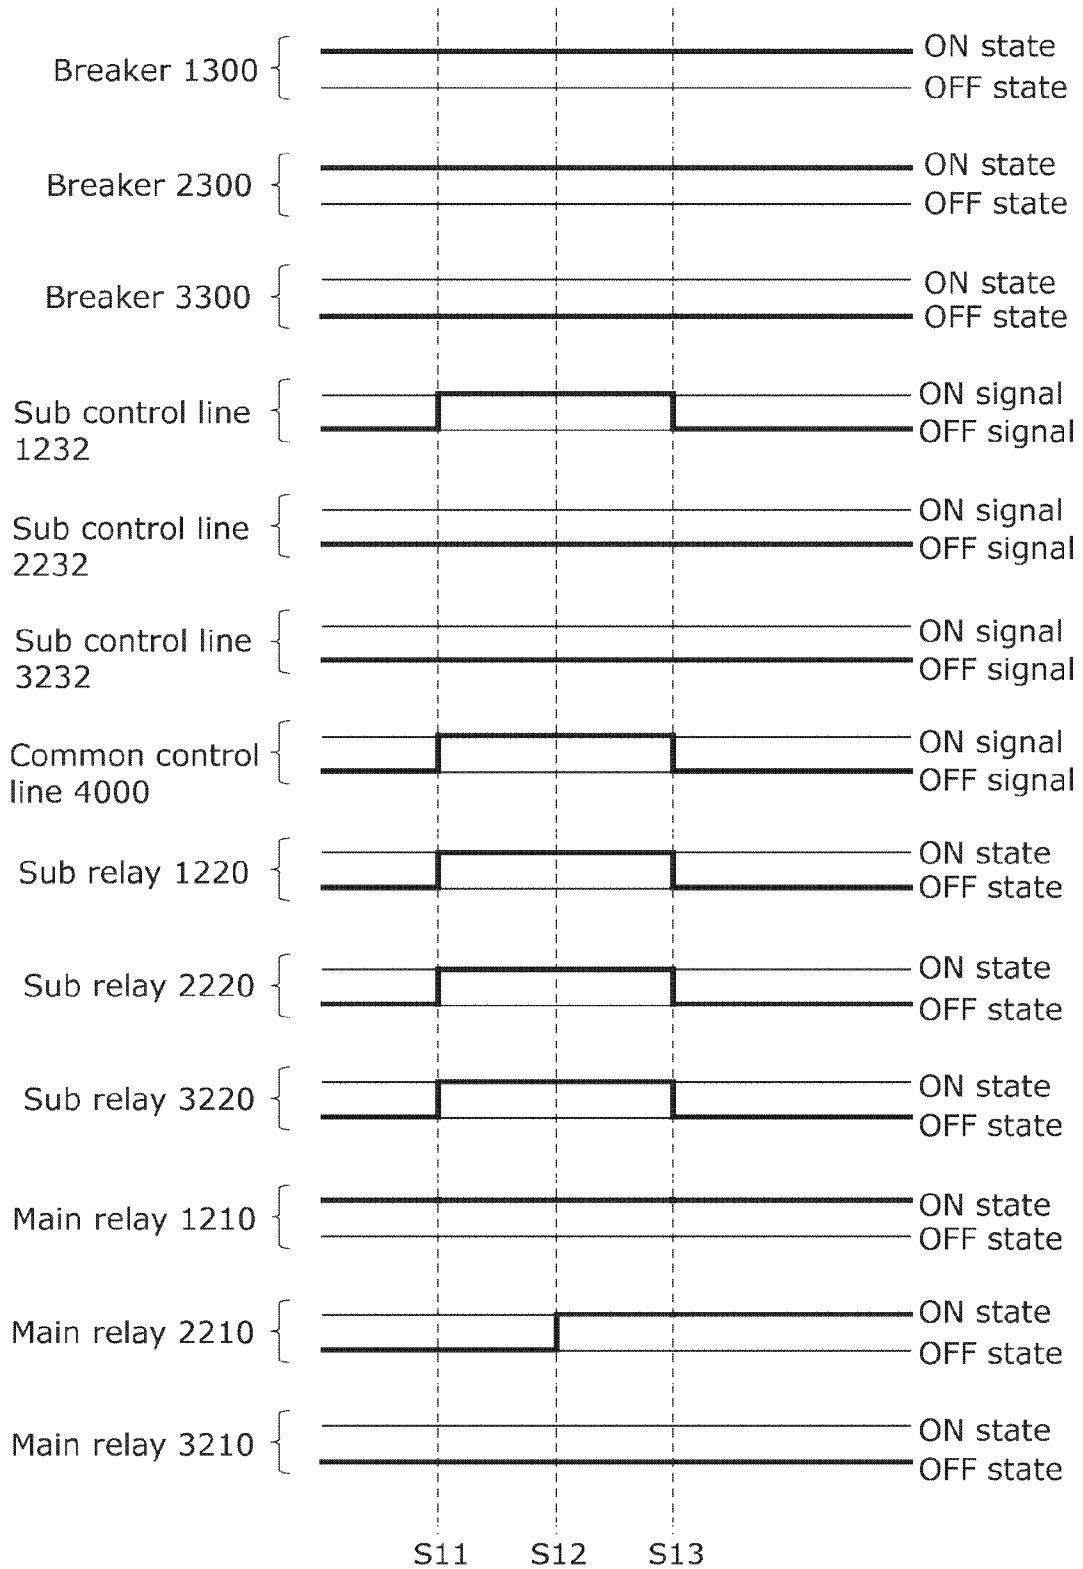 Breaker 1300
ON state
OFF state
Breaker 2300
ON state
OFF state
Breaker 3300
ON state
OFF state
Sub control line
1232
ON signal
OFF signal
Sub control line
2232
ON signal
OFF signal
Sub control line
3232
ON signal
OFF signal
Common control
line 4000
ON signal
OFF signal
Sub relay 1220
ON state
OFF state
Sub relay 2220
ON state
OFF state
Sub relay 3220
ON state
OFF state
Main relay 1210
ON state
OFF state
Main relay 2210
ON state
OFF state
Main relay 3210
ON state
OFF state
S11 S12 S13